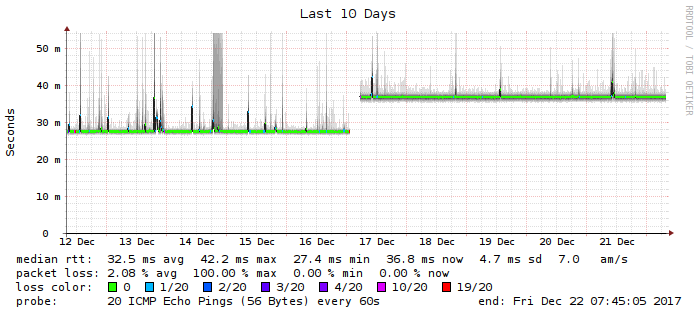 Last 10 Days
RRDTOOL / TOBI OETIKER
Seconds
50 m
40 m
30 m
20 m
10 m
0
12 Dec 13 Dec 14 Dec 15 Dec 16 Dec 17 Dec 18 Dec 19 Dec 20 Dec 21 Dec
median rtt: 32.5 ms avg 42.2 ms max 27.4 ms min 36.8 ms now 4.7 ms sd 7.0 am/s
packet loss: 2.08 % avg 100.00 % max 0.00 % min 0.00 % now
loss color: 0 1/20 2/20 3/20 4/20 10/20 19/20
probe: 20 ICMP Echo Pings (56 Bytes) every 60s end: Fri Dec 22 07:45:05 2017